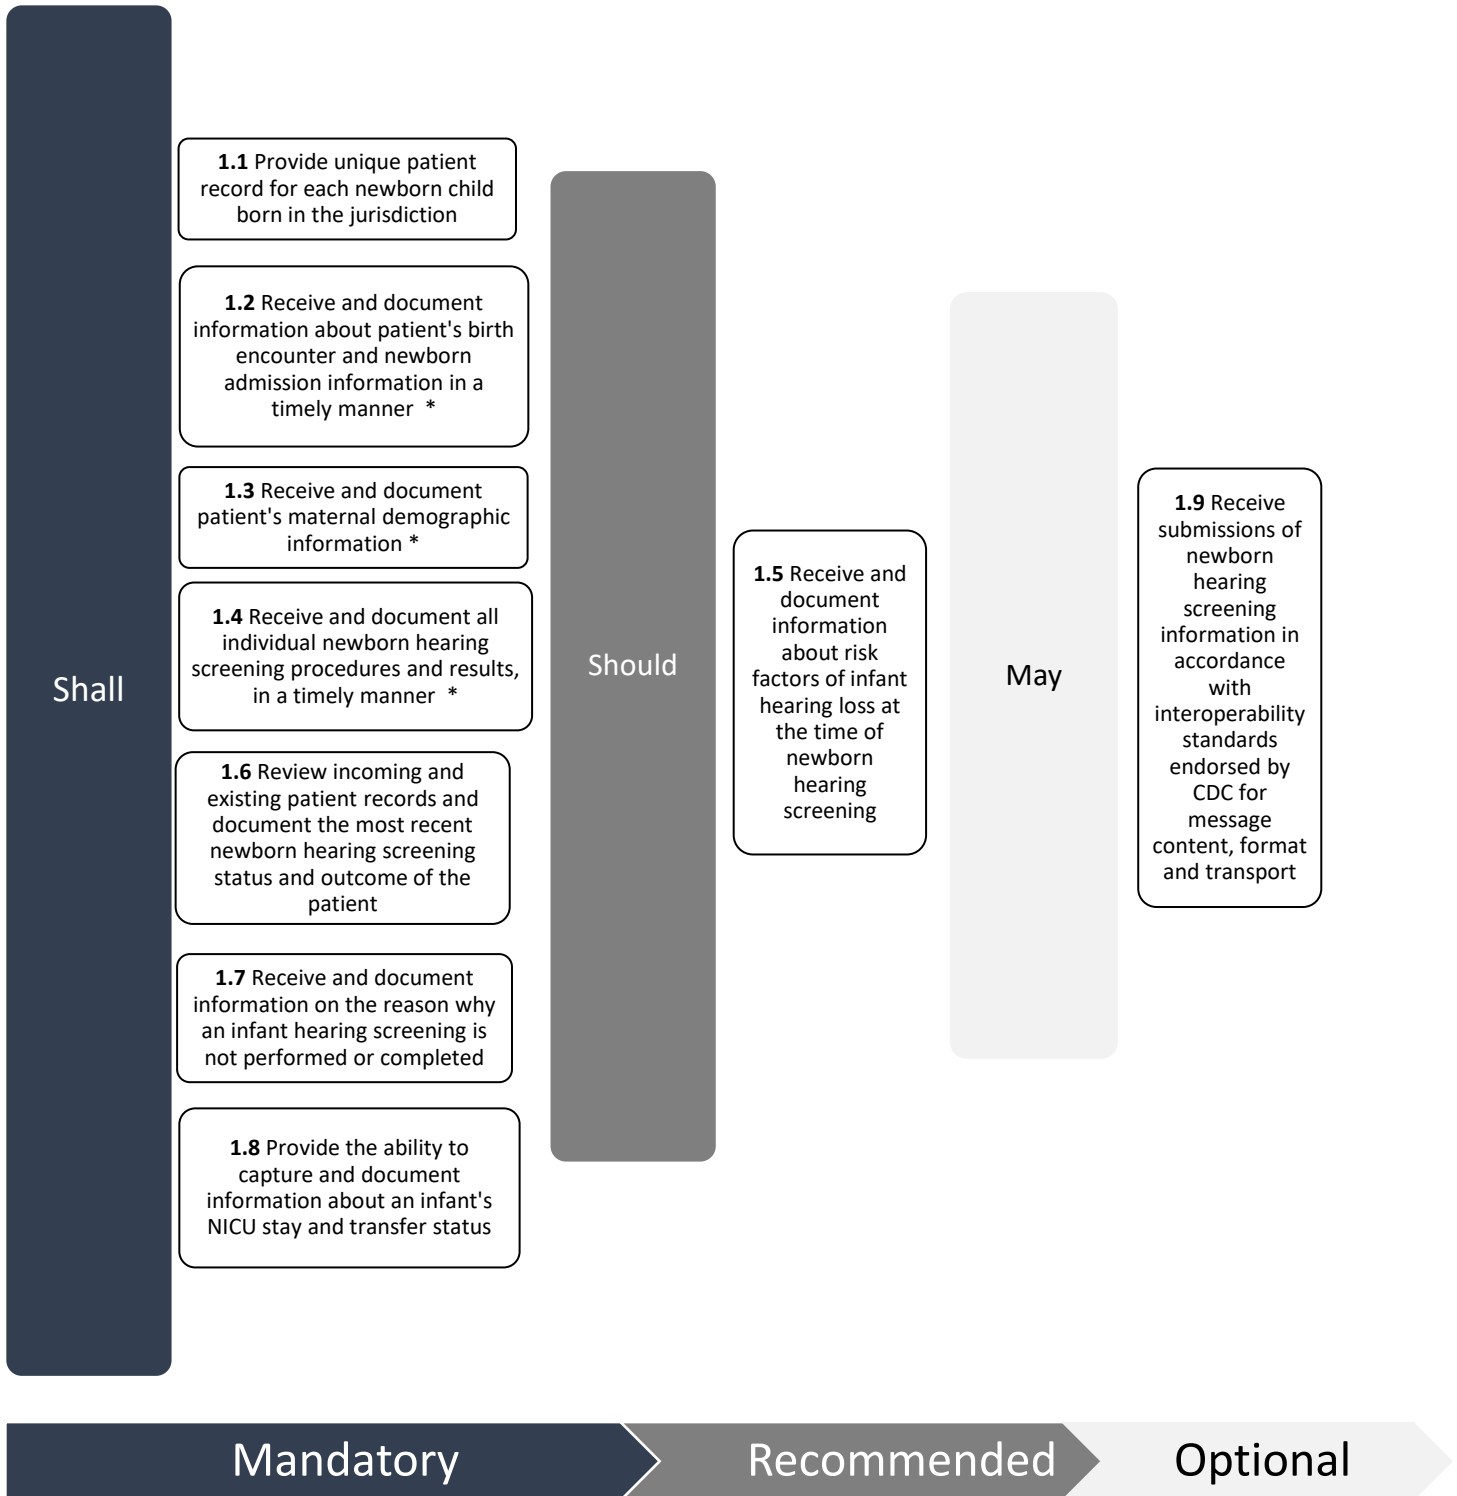 Shall
1.1 Provide unique patient
record for each newborn child
born in the jurisdiction
1.2 Receive and document
information about patient's birth
encounter and newborn
admission information in a
timely manner *
1.3 Receive and document
patient's maternal demographic
information *
1.4 Receive and document all
individual newborn hearing
screening procedures and results,
in a timely manner *
1.6 Review incoming and
existing patient records and
document the most recent
newborn hearing screening
status and outcome of the
patient
1.7 Receive and document
information on the reason why
an infant hearing screening is
not performed or completed
1.8 Provide the ability to
capture and document
information about an infant's
NICU stay and transfer status
Should
1.5 Receive and
document
information
about risk
factors of infant
hearing loss at
the time of
newborn
hearing
screening
May
1.9 Receive
submissions of
newborn
hearing
screening
information in
accordance
with
interoperability
standards
endorsed by
CDC for
message
content, format
and transport
Mandatory
Recommended
Optional